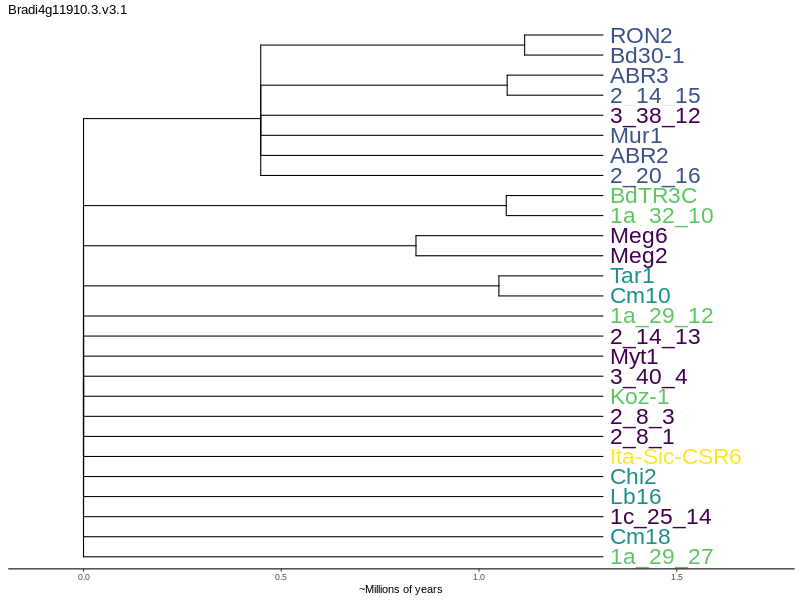 Bradi4g11910.3.v3.1
RON2
Bd30-1
ABR3
2_14_15
3_38_12
Mur1
ABR2
2_20_16
BdTR3C
1a_32_10
Meg6
Meg2
Tar1
Cm10
1a_29_12
2_14_13
Myt1
3_40_4
Koz-1
2_8_3
2_8_1
Ita-Sic-CSR6
Chi2
Lb16
1c_25_14
Cm18
1a_29_27
0.0 0.5 1.0 1.5
~Millions of years